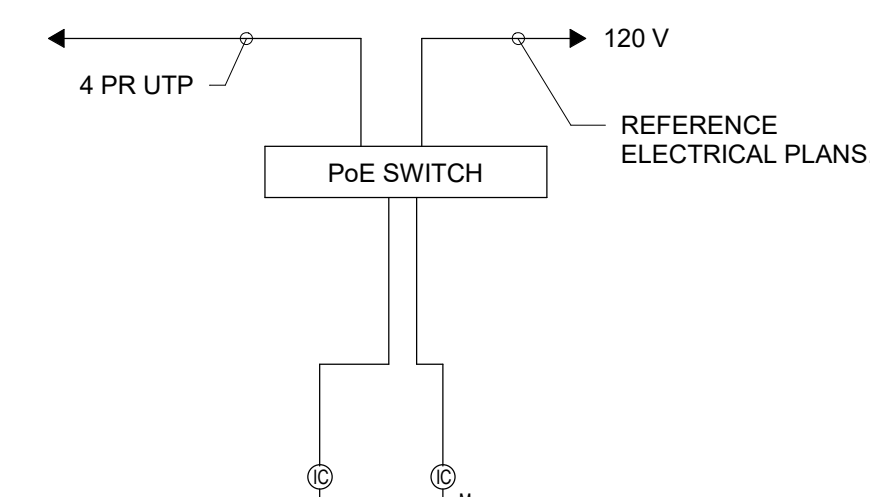 120 V
4 PR UTP
REFERENCE
ELECTRICAL PLANS.
PoE SWITCH
IC
IC
M